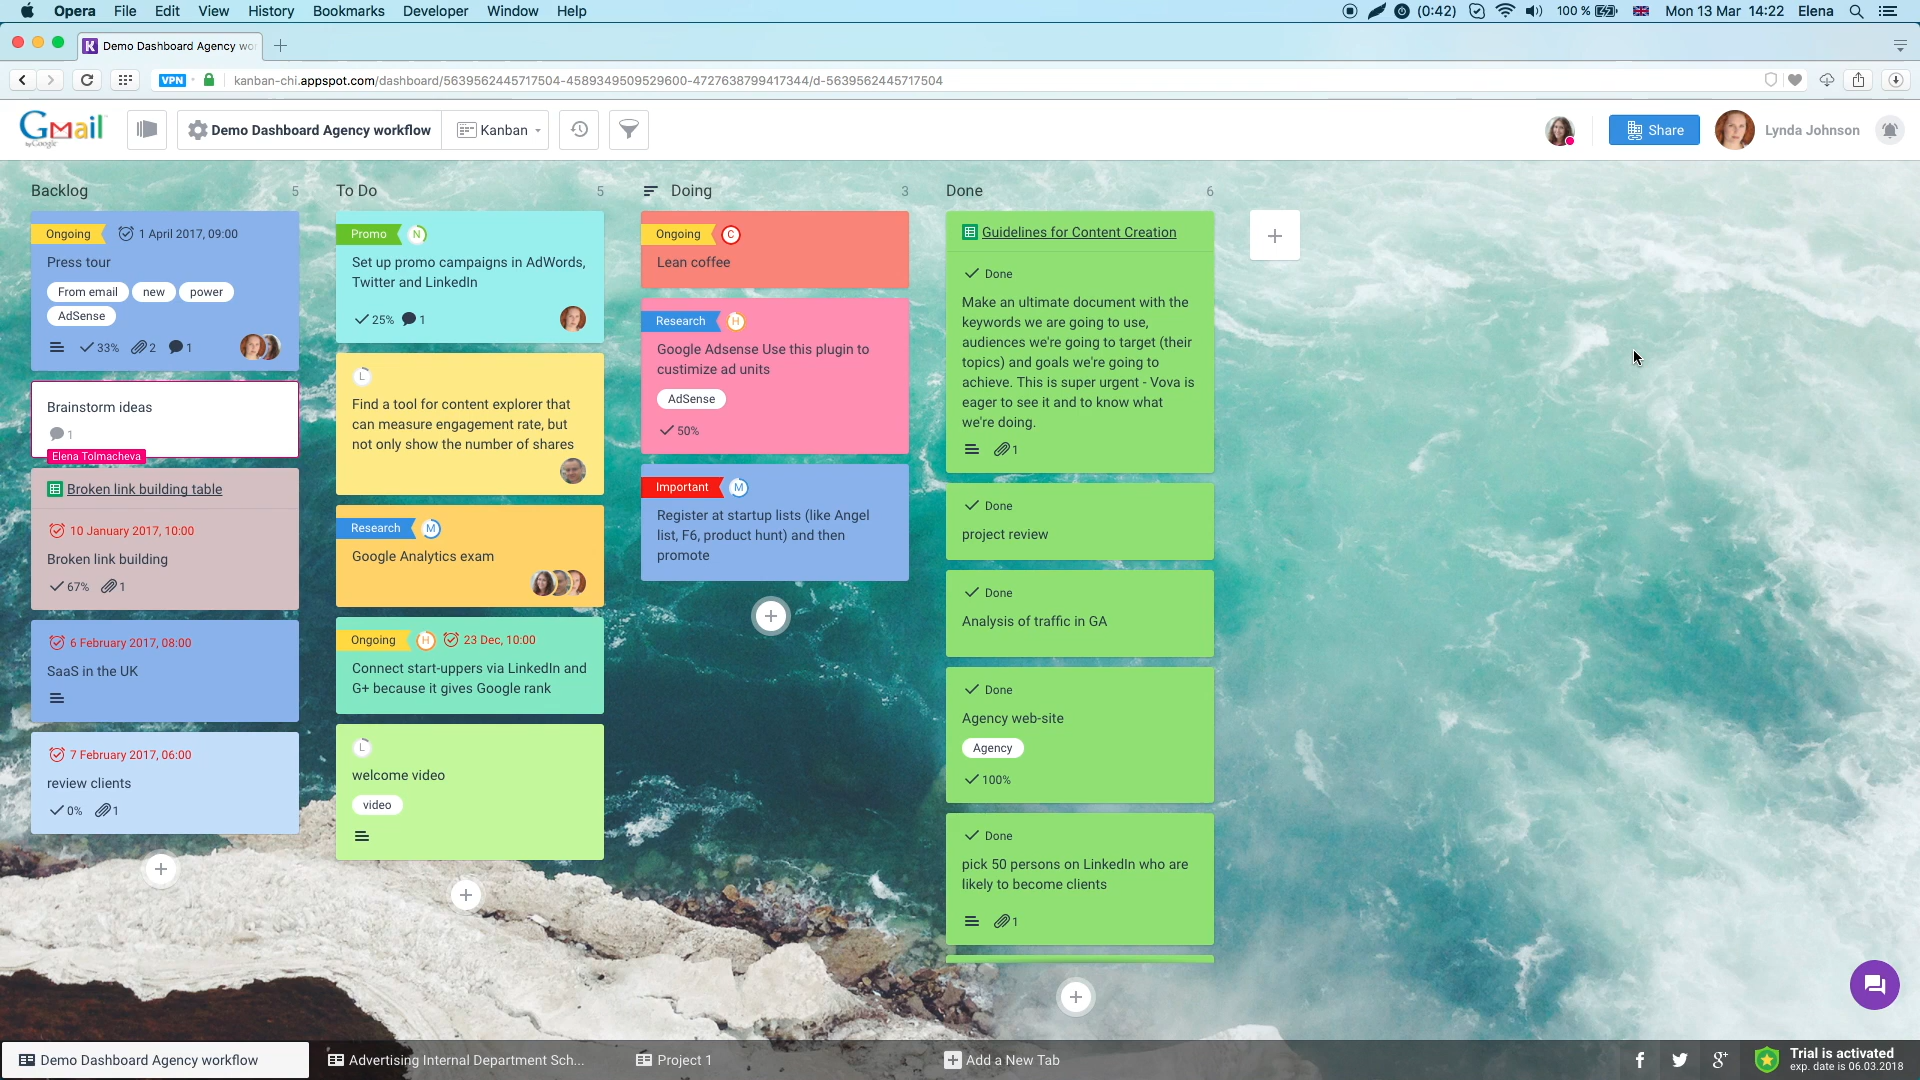 Opera File Edit View History Bookmarks Developer Window Help
(0:42) 100 % Mon 13 Mar 14:22 Elena
Demo Dashboard Agency wo
VPN kanban-chi.appspot.com/dashboard/5639562445717504-4589349509529600-4727638799417344/d-5639562445717504
Gmail
by Google
Demo Dashboard Agency workflow
Kanban
Share
Lynda Johnson
Backlog 5
Ongoing 1 April 2017, 09:00
Press tour
From email new power
AdSense
33% 2 1
Brainstorm ideas
1
Elena Tolmacheva
Broken link building table
10 January 2017, 10:00
Broken link building
67% 1
6 February 2017, 08:00
SaaS in the UK
7 February 2017, 06:00
review clients
0% 1
To Do 5
Promo N
Set up promo campaigns in AdWords,
Twitter and LinkedIn
25% 1
L
Find a tool for content explorer that
can measure engagement rate, but
not only show the number of shares
Research M
Google Analytics exam
Ongoing H 23 Dec, 10:00
Connect start-uppers via LinkedIn and
G+ because it gives Google rank
L
welcome video
video
Doing 3
Ongoing C
Lean coffee
Research H
Google Adsense Use this plugin to
custimize ad units
AdSense
50%
Important M
Register at startup lists (like Angel
list, F6, product hunt) and then
promote
Done 6
Guidelines for Content Creation
Done
Make an ultimate document with the
keywords we are going to use,
audiences we're going to target (their
topics) and goals we're going to
achieve. This is super urgent - Vova is
eager to see it and to know what
we're doing.
1
Done
project review
Done
Analysis of traffic in GA
Done
Agency web-site
Agency
100%
Done
pick 50 persons on LinkedIn who are
likely to become clients
1
Demo Dashboard Agency workflow
Advertising Internal Department Sch...
Project 1
Add a New Tab
Trial is activated
exp. date is 06.03.2018